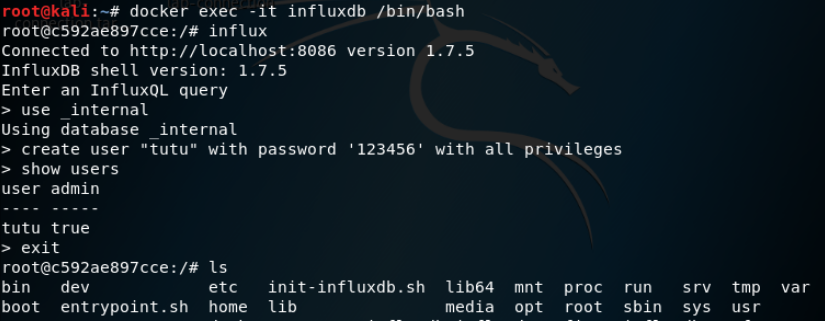 root@kali:~# docker exec -it influxdb /bin/bash
root@c592ae897cce:/# influx
Connected to http://localhost:8086 version 1.7.5
InfluxDB shell version: 1.7.5
Enter an InfluxQL query
> use _internal
Using database _internal
> create user "tutu" with password '123456' with all privileges
> show users
user admin
---- -----
tutu true
> exit
root@c592ae897cce:/# ls
bin dev etc init-influxdb.sh lib64 mnt proc run srv tmp var
boot entrypoint.sh home lib media opt root sbin sys usr